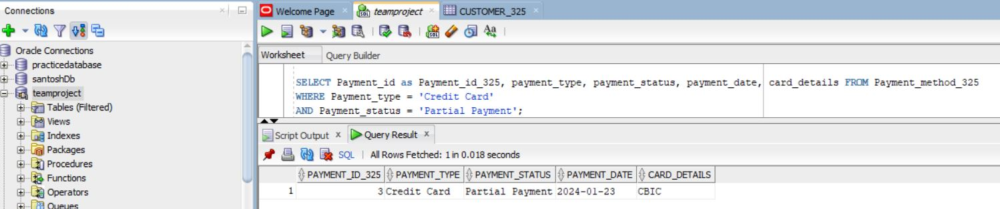 Connections
Oracle Connections
practicedatabase
santoshDb
teamproject
Tables (Filtered)
Views
Indexes
Packages
Procedures
Functions
Operators
Queues
Welcome Page teamproject CUSTOMER_325
SQL Aa
Worksheet Query Builder
SELECT Payment_id as Payment_id_325, payment_type, payment_status, payment_date, card_details FROM Payment_method_325
WHERE Payment_type = 'Credit Card'
AND Payment_status = 'Partial Payment';
Script Output x Query Result x
SQL | All Rows Fetched: 1 in 0.018 seconds
PAYMENT_ID_325 PAYMENT_TYPE PAYMENT_STATUS PAYMENT_DATE CARD_DETAILS
1 3 Credit Card Partial Payment 2024-01-23 CBIC